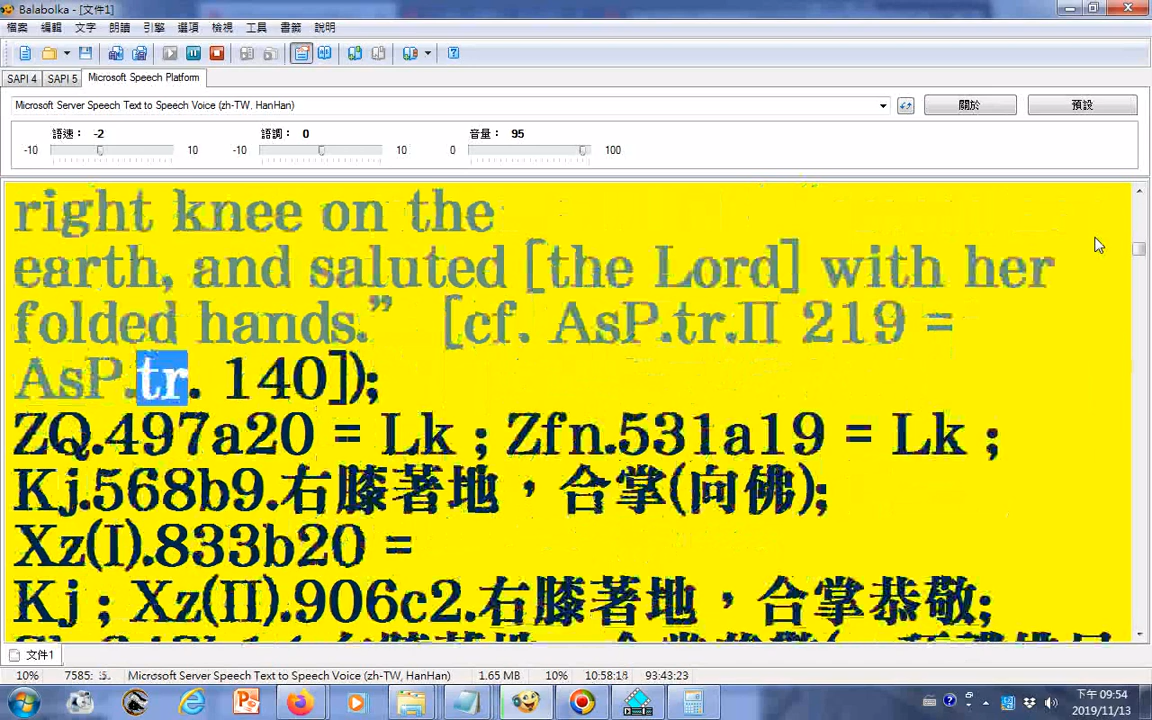 Balabolka - [文件1]
檔案 編輯 文字 朗讀 引擎 選項 檢視 工具 書籤 說明
SAPI 4 SAPI 5 Microsoft Speech Platform
Microsoft Server Speech Text to Speech Voice (zh-TW, HanHan) 關於 預設
語速： -2 語調： 0 音量： 95
-10 10 -10 10 0 100
right knee on the
earth, and saluted [the Lord] with her
folded hands.” [cf. AsP.tr.Π 219 =
AsP.tr. 140]);
ZQ.497a20 = Lk ; Zfn.531a19 = Lk ;
Kj.568b9.右膝著地，合掌(向佛);
Xz(I).833b20 =
Kj ; Xz(Π).906c2.右膝著地，合掌恭敬;
文件1
10% Microsoft Server Speech Text to Speech Voice (zh-TW, HanHan) 1.65 MB 10% 10:58:18 93:43:23
下午 09:54
2019/11/13